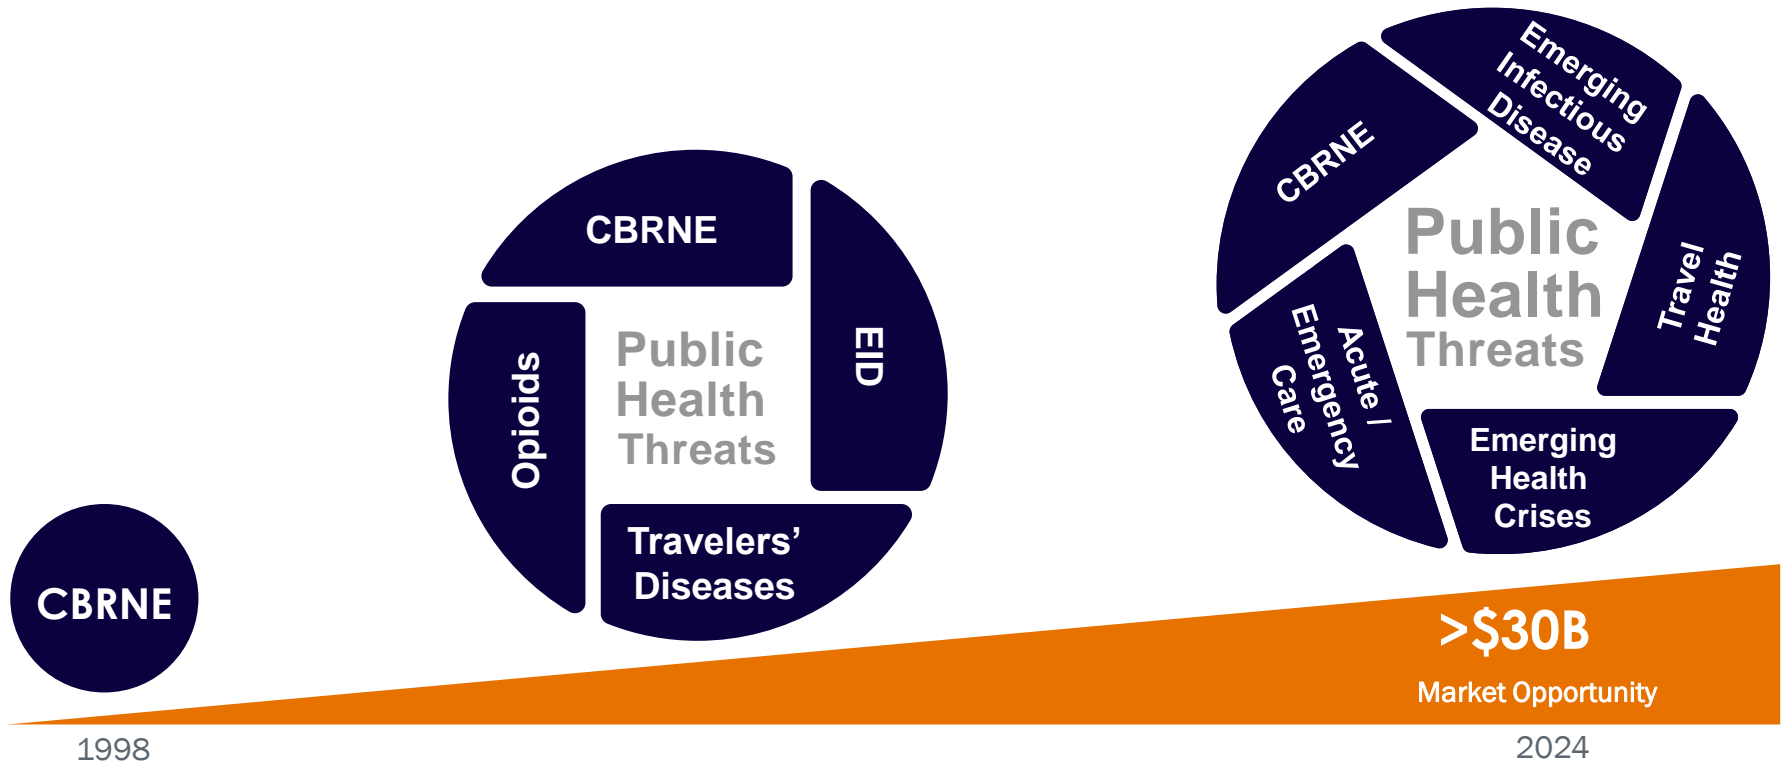 CBRNE
CBRNE
EID
Travelers’
Diseases
Opioids
Public
Health
Threats
Emerging
Infectious
Disease
Travel
Health
Emerging
Health
Crises
Acute /
Emergency
Care
CBRNE
Public
Health
Threats
>$30B
Market Opportunity
1998
2024